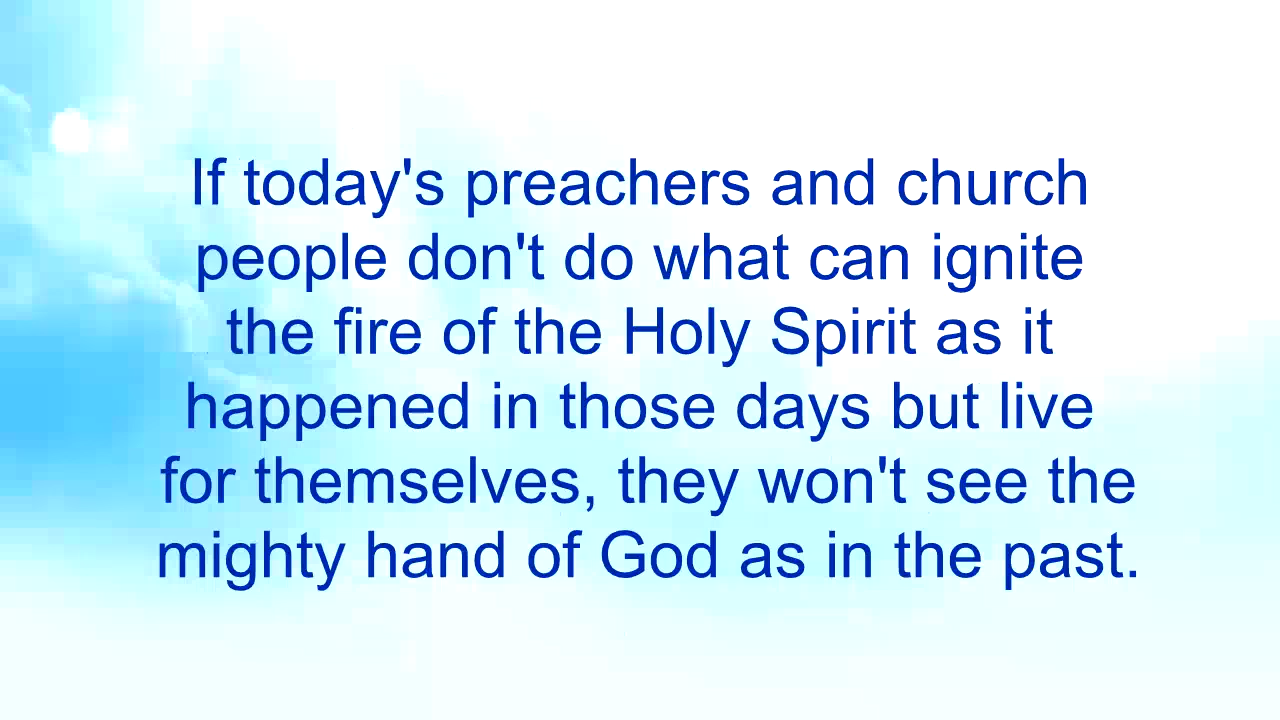 If today's preachers and church
people don't do what can ignite
the fire of the Holy Spirit as it
happened in those days but live
for themselves, they won't see the
mighty hand of God as in the past.